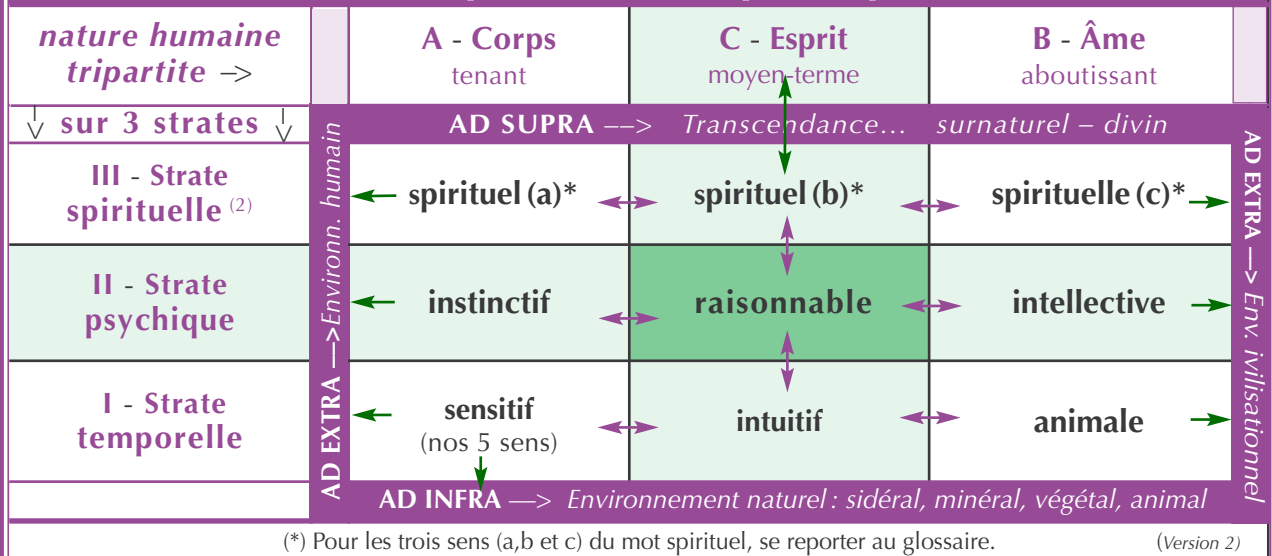 nature humaine
tripartite –>
A - Corps
tenant
C - Esprit
moyen-terme
B - Âme
aboutissant
sur 3 strates
AD SUPRA ––> Transcendance… surnaturel – divin
III - Strate
spirituelle (2)
spirituel (a)*
spirituel (b)*
spirituelle (c)*
II - Strate
psychique
instinctif
raisonnable
intellective
I - Strate
temporelle
sensitif
(nos 5 sens)
intuitif
animale
AD EXTRA —>Environn. humain
AD EXTRA —> Env. ivilisationnel
AD INFRA —> Environnement naturel : sidéral, minéral, végétal, animal
(*) Pour les trois sens (a,b et c) du mot spirituel, se reporter au glossaire.
(Version 2)